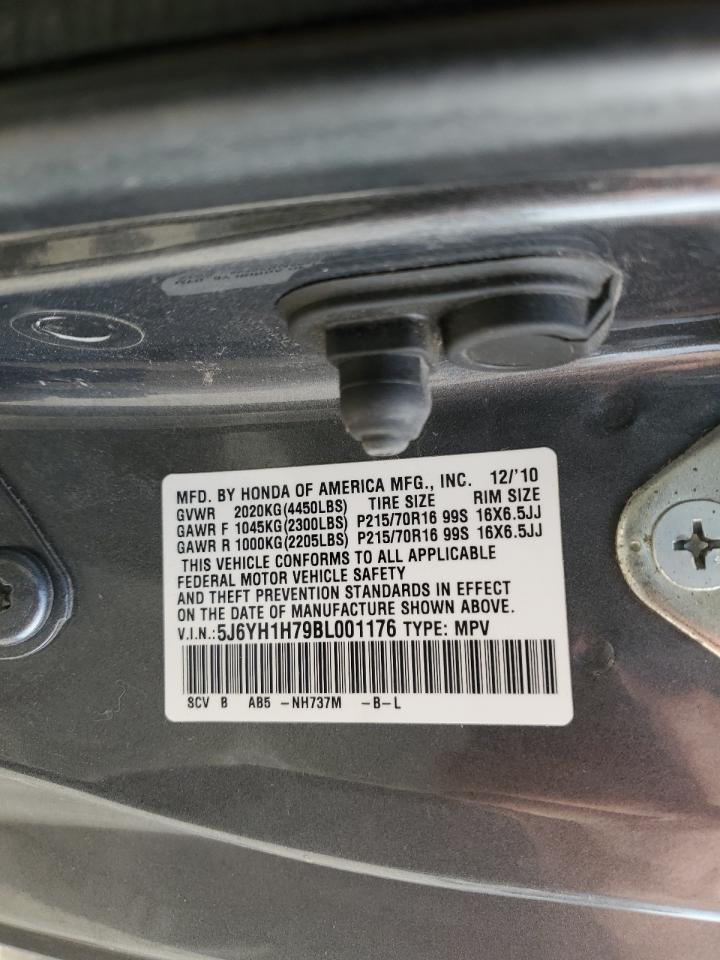 MFD. BY HONDA OF AMERICA MFG., INC. 12/'10
GVWR 2020KG(4450LBS) TIRE SIZE RIM SIZE
GAWR F 1045KG(2300LBS) P215/70R16 99S 16X6.5JJ
GAWR R 1000KG(2205LBS) P215/70R16 99S 16X6.5JJ
THIS VEHICLE CONFORMS TO ALL APPLICABLE
FEDERAL MOTOR VEHICLE SAFETY
AND THEFT PREVENTION STANDARDS IN EFFECT
ON THE DATE OF MANUFACTURE SHOWN ABOVE.
V.I.N.: 5J6YH1H79BL001176 TYPE: MPV
SCV B AB5 -NH737M -B-L